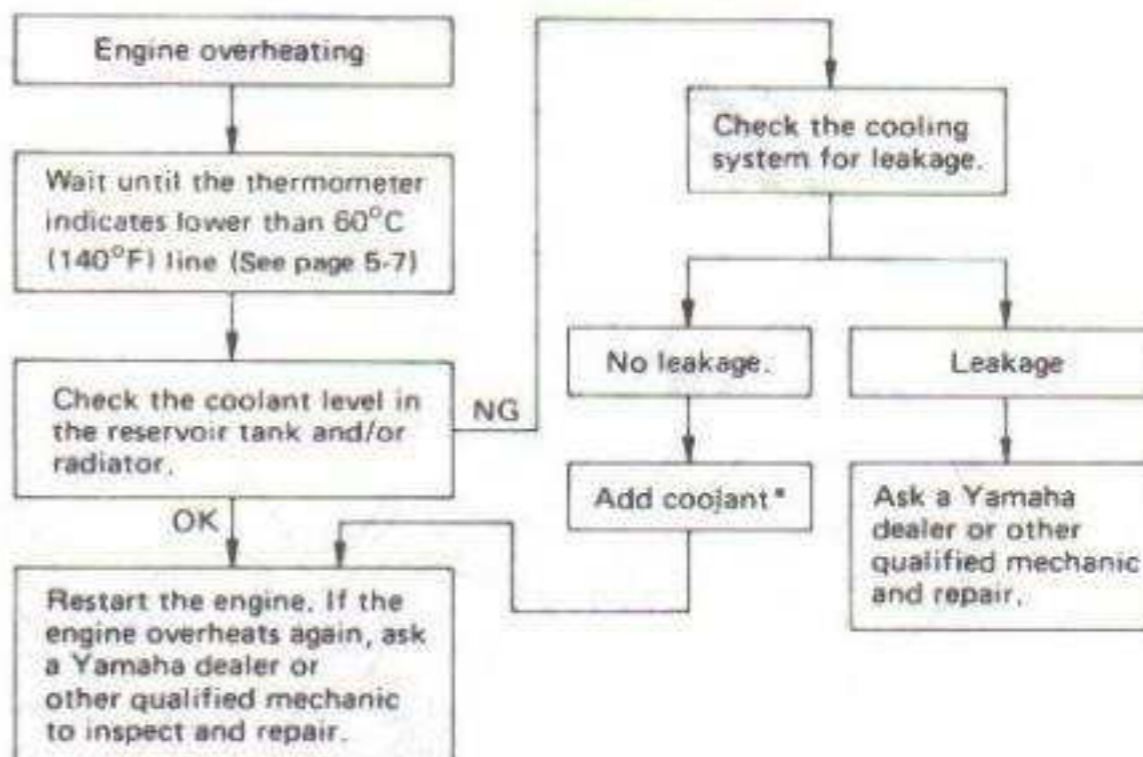 Engine overheating
Wait until the thermometer
indicates lower than 60°C
(140°F) line (See page 5-7)
Check the coolant level in
the reservoir tank and/or
radiator.
NG
OK
Restart the engine. If the
engine overheats again, ask
a Yamaha dealer or
other qualified mechanic
to inspect and repair.
Check the cooling
system for leakage.
No leakage.
Leakage
Add coolant*
Ask a Yamaha
dealer or other
qualified mechanic
and repair.